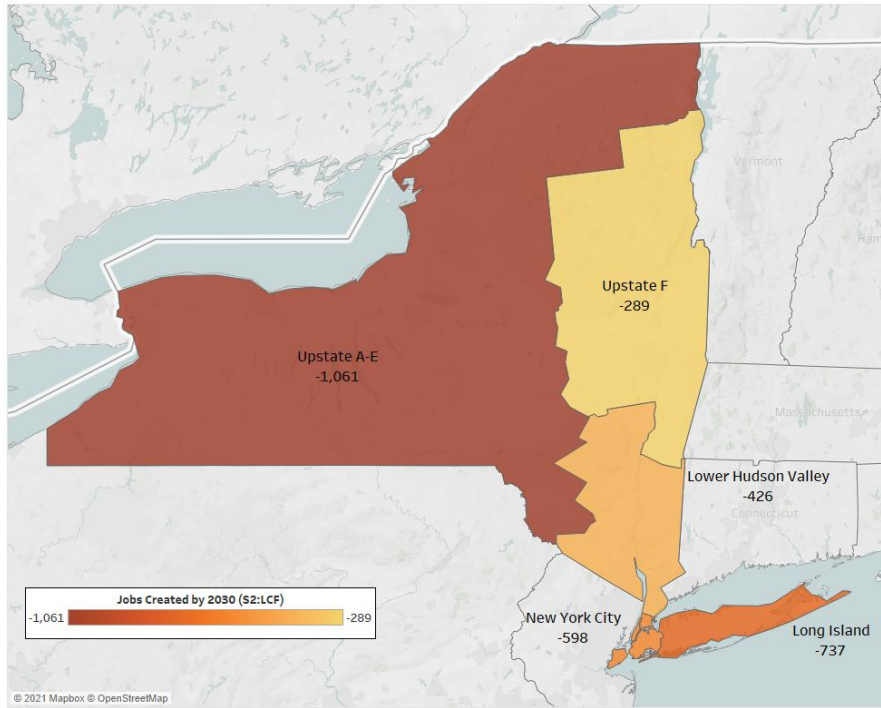 Vermont
Upstate F
-289
Upstate A-E
-1,061
Massachusetts
Lower Hudson Valley
-426
Connecticut
Jobs Created by 2030 (S2:LCF)
-1,061
-289
New York City
-598
Long Island
-737
© 2021 Mapbox © OpenStreetMap